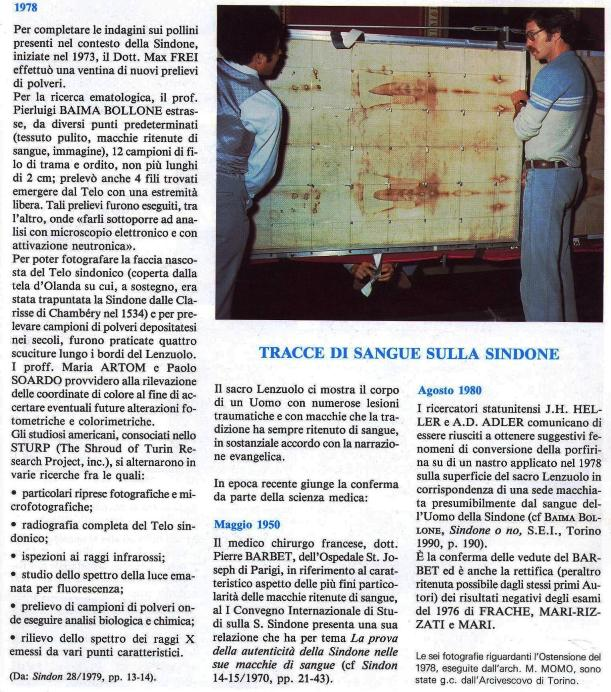 1978
Per completare le indagini sui pollini
presenti nel contesto della Sindone,
iniziate nel 1973, il Dott. Max FREI
effettuò una ventina di nuovi prelievi
di polveri.
Per la ricerca ematologica, il prof.
Pierluigi BAIMA BOLLONE estras-
se, da diversi punti predeterminati
(tessuto pulito, macchie ritenute di
sangue, immagine), 12 campioni di fi-
lo di trama e ordito, non più lunghi
di 2 cm; prelevò anche 4 fili trovati
emergere dal Telo con una estremità
libera. Tali prelievi furono eseguiti, tra
l'altro, onde «farli sottoporre ad ana-
lisi con microscopio elettronico e con
attivazione neutronica».
Per poter fotografare la faccia nasco-
sta del Telo sindonico (coperta dalla
tela d'Olanda su cui, a sostegno, era
stata trapuntata la Sindone dalle Cla-
risse di Chambéry nel 1534) e per pre-
levare campioni di polveri depositatesi
nei secoli, furono praticate quattro
scuciture lungo i bordi del Lenzuolo.
I proff. Maria ARTOM e Paolo
SOARDO provvidero alla rilevazione
delle coordinate di colore al fine di ac-
certare eventuali future alterazioni fo-
tometriche e colorimetriche.
Gli studiosi americani, consociati nello
STURP (The Shroud of Turin Re-
search Project, inc.), si alternarono in
varie ricerche fra le quali:
• particolari riprese fotografiche e mi-
crofotografiche;
• radiografia completa del Telo sin-
donico;
• ispezioni ai raggi infrarossi;
• studio dello spettro della luce ema-
nata per fluorescenza;
• prelievo di campioni di polveri on-
de eseguire analisi biologica e chimica;
• rilievo dello spettro dei raggi X
emessi da vari punti caratteristici.
(Da: Sindon 28/1979, pp. 13-14).
TRACCE DI SANGUE SULLA SINDONE
Il sacro Lenzuolo ci mostra il corpo
di un Uomo con numerose lesioni
traumatiche e con macchie che la tra-
dizione ha sempre ritenuto di sangue,
in sostanziale accordo con la narrazio-
ne evangelica.
In epoca recente giunge la conferma
da parte della scienza medica:
Maggio 1950
Il medico chirurgo francese, dott.
Pierre BARBET, dell'Ospedale St. Jo-
seph di Parigi, in riferimento al carat-
teristico aspetto delle più fini partico-
larità delle macchie ritenute di sangue,
al I Convegno Internazionale di Stu-
di sulla S. Sindone presenta una sua
relazione che ha per tema La prova
della autenticità della Sindone nelle
sue macchie di sangue (cf Sindon
14-15/1970, pp. 21-43).
Agosto 1980
I ricercatori statunitensi J.H. HEL-
LER e A.D. ADLER comunicano di
essere riusciti a ottenere suggestivi fe-
nomeni di conversione della porfiri-
na su di un nastro applicato nel 1978
sulla superficie del sacro Lenzuolo in
corrispondenza di una sede macchia-
ta presumibilmente dal sangue del-
l'Uomo della Sindone (cf BAIMA BOL-
LONE, Sindone o no, S.E.I., Torino
1990, p. 190).
È la conferma delle vedute del BAR-
BET ed è anche la rettifica (peraltro
ritenuta possibile dagli stessi primi Au-
tori) dei risultati negativi degli esami
del 1976 di FRACHE, MARI-RIZ-
ZATI e MARI.
Le sei fotografie riguardanti l'Ostensione del
1978, eseguite dall'arch. M. MOMO, sono
state g.c. dall'Arcivescovo di Torino.